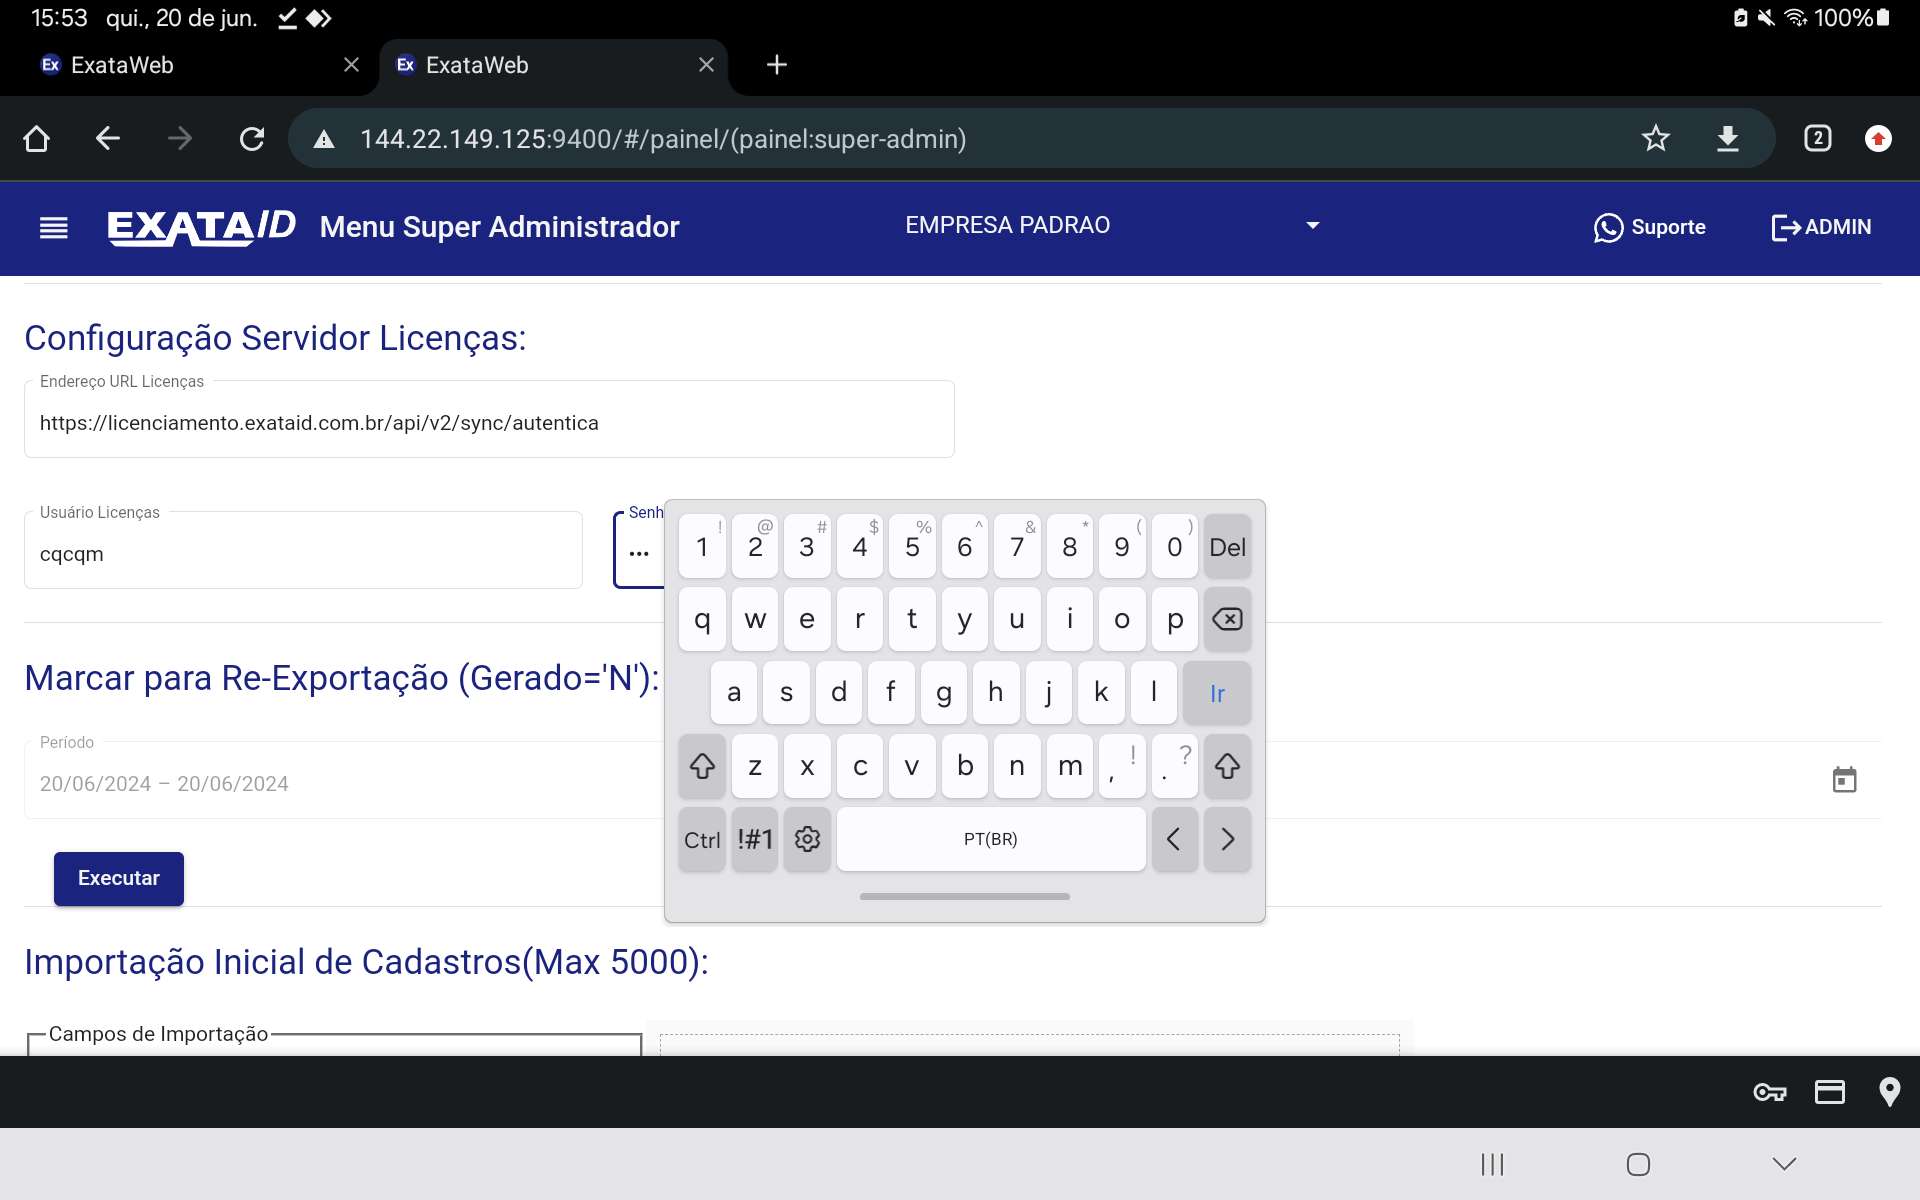 15:53 qui., 20 de jun. 100%
Ex ExataWeb Ex ExataWeb
144.22.149.125:9400/#/painel/(painel:super-admin) 2
EXATAID Menu Super Administrador EMPRESA PADRAO Suporte ADMIN
Configuração Servidor Licenças:
Endereço URL Licenças
https://licenciamento.exataid.com.br/api/v2/sync/autentica
Usuário Licenças Senh
cqcqm •••
! @ # $ % ^ & * ( )
1 2 3 4 5 6 7 8 9 0 Del
q w e r t y u i o p
Marcar para Re-Exportação (Gerado='N'):
a s d f g h j k l Ir
Período
20/06/2024 – 20/06/2024
z x c v b n m , ! . ?
Ctrl !#1 PT(BR) < >
Executar
Importação Inicial de Cadastros(Max 5000):
Campos de Importação